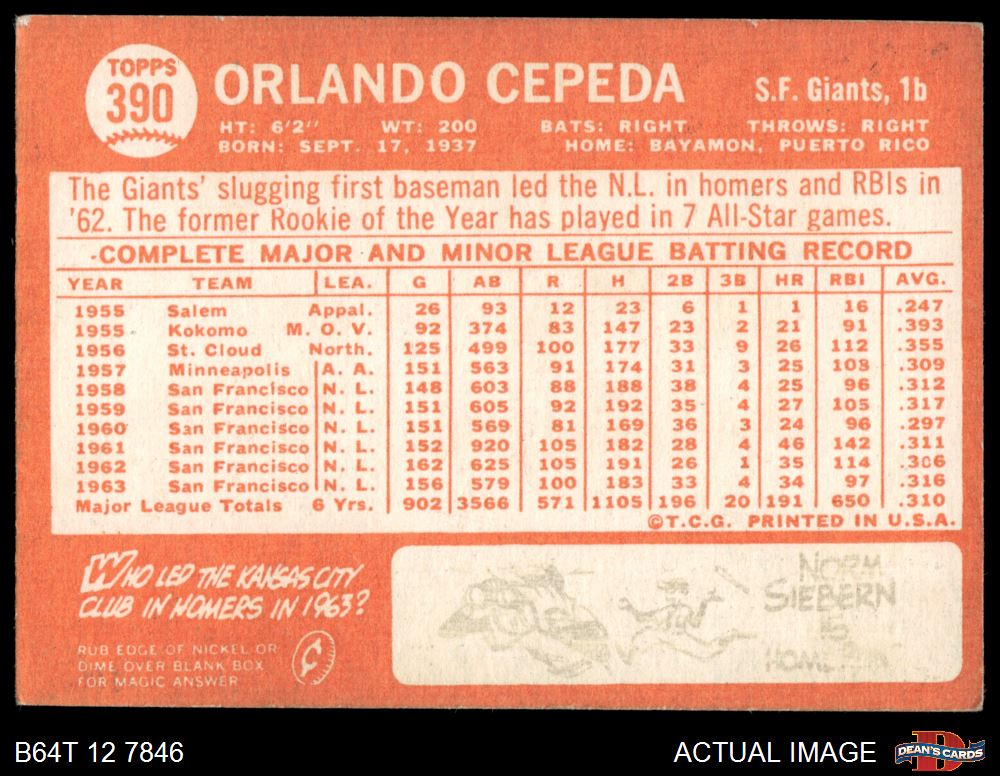 TOPPS
390
ORLANDO CEPEDA
S.F. Giants, 1b
HT: 6'2" WT: 200 BATS: RIGHT THROWS: RIGHT
BORN: SEPT. 17, 1937 HOME: BAYAMON, PUERTO RICO
The Giants' slugging first baseman led the N.L. in homers and RBIs in
'62. The former Rookie of the Year has played in 7 All-Star games.
COMPLETE MAJOR AND MINOR LEAGUE BATTING RECORD
YEAR TEAM LEA. G AB R H 2B 3B HR RBI AVG.
1955 Salem Appal. 26 93 12 23 6 1 1 16 .247
1955 Kokomo M. O. V. 92 374 83 147 23 2 21 91 .393
1956 St. Cloud North. 125 499 100 177 33 9 26 112 .355
1957 Minneapolis A. A. 151 563 91 174 31 3 25 108 .309
1958 San Francisco N. L. 148 603 88 188 38 4 25 96 .312
1959 San Francisco N. L. 151 605 92 192 35 4 27 105 .317
1960 San Francisco N. L. 151 569 81 169 36 3 24 96 .297
1961 San Francisco N. L. 152 920 105 182 28 4 46 142 .311
1962 San Francisco N. L. 162 625 105 191 26 1 35 114 .306
1963 San Francisco N. L. 156 579 100 183 33 4 34 97 .316
Major League Totals 6 Yrs. 902 3566 571 1105 196 20 191 650 .310
©T.C.G. PRINTED IN U.S.A.
WHO LED THE KANSAS CITY
CLUB IN HOMERS IN 1963?
RUB EDGE OF NICKEL OR
DIME OVER BLANK BOX
FOR MAGIC ANSWER
¢
NORM
SIEBERN
B64T 12 7846
ACTUAL IMAGE
DEAN'S CARDS